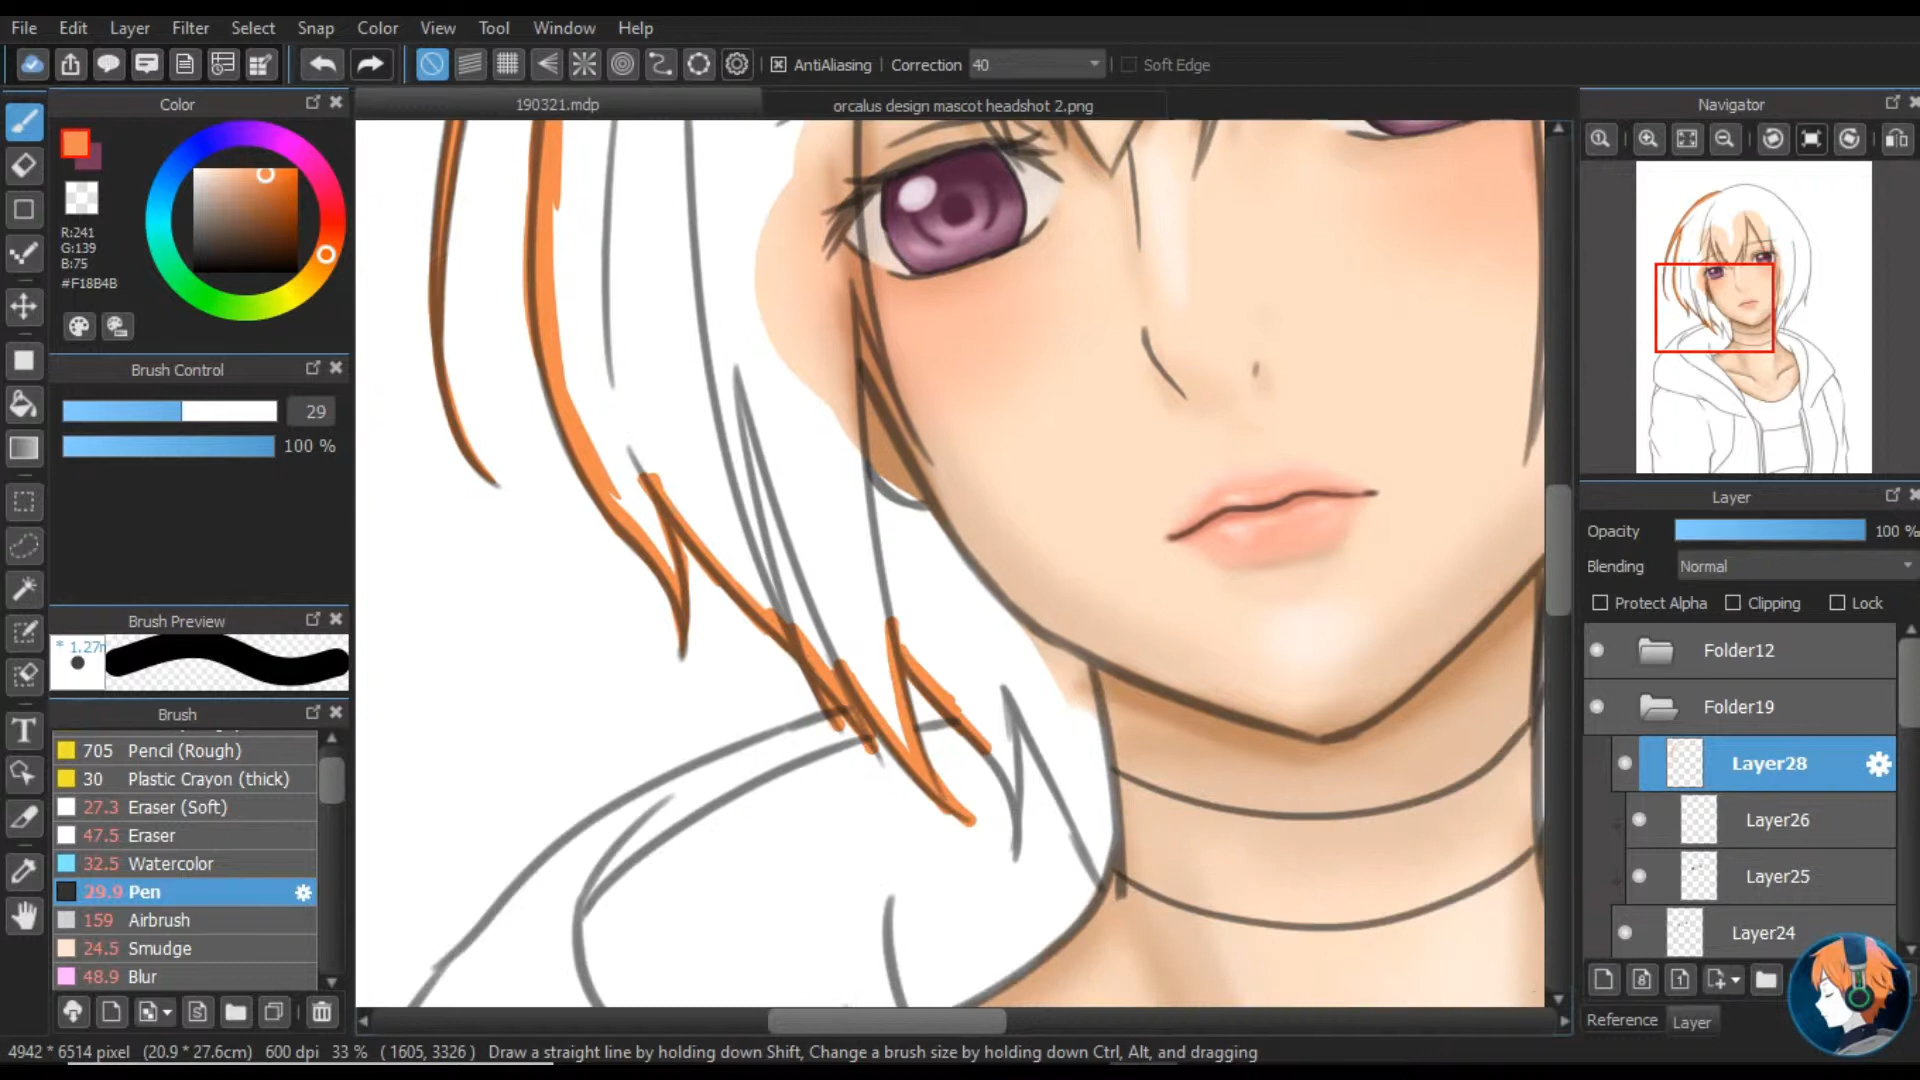 File Edit Layer Filter Select Snap Color View Tool Window Help
AntiAliasing Correction 40 Soft Edge
Color
190321.mdp
orcalus design mascot headshot 2.png
Navigator
R:241
G:139
B:75
#F18B4B
Brush Control
29
100 %
Brush Preview
Brush
705 Pencil (Rough)
30 Plastic Crayon (thick)
27.3 Eraser (Soft)
47.5 Eraser
32.5 Watercolor
29.9 Pen
159 Airbrush
24.5 Smudge
48.9 Blur
Layer
Opacity 100 %
Blending Normal
Protect Alpha Clipping Lock
Folder12
Folder19
Layer28
Layer26
Layer25
Layer24
Reference Layer
4942 * 6514 pixel (20.9 * 27.6cm) 600 dpi 33 % ( 1605, 3326 ) Draw a straight line by holding down Shift, Change a brush size by holding down Ctrl, Alt, and dragging